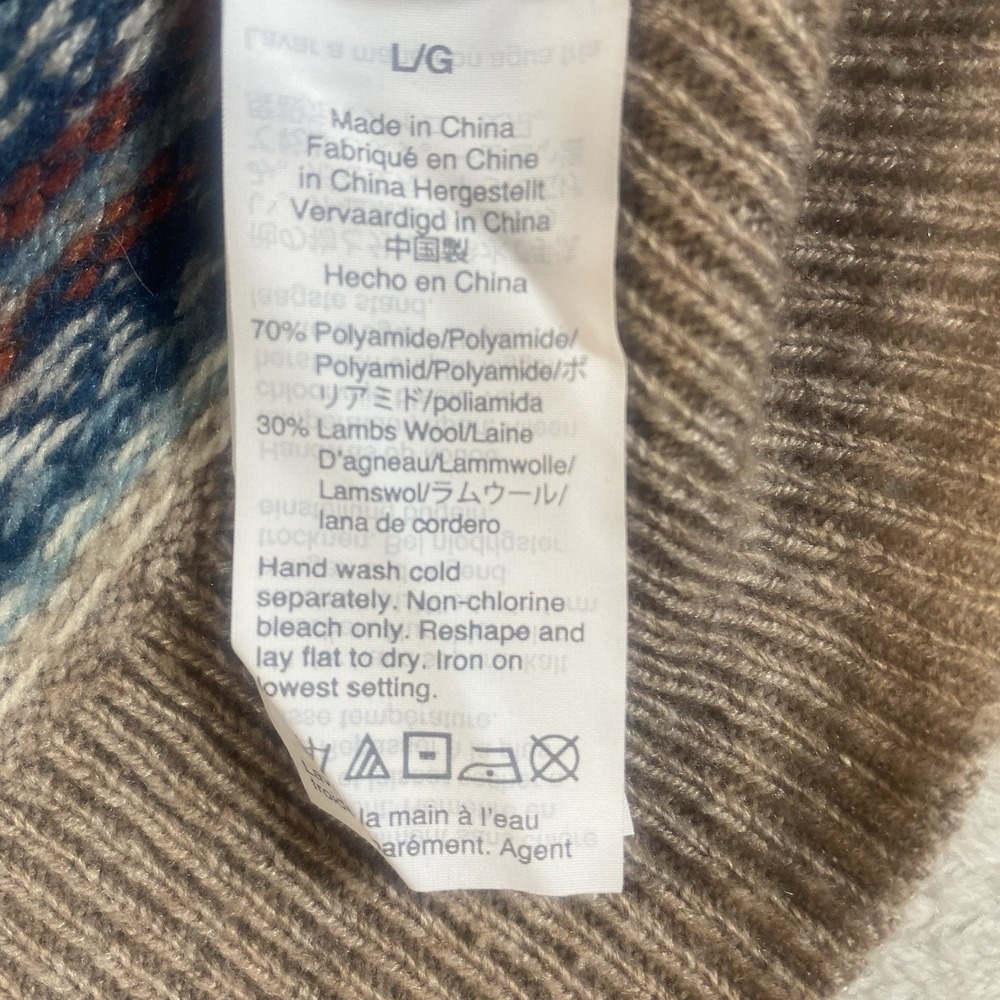 L/G
Made in China
Fabriqué en Chine
in China Hergestellt
Vervaardigd in China
中国製
Hecho en China
70% Polyamide/Polyamide/
Polyamid/Polyamide/ポ
リアミド/poliamida
30% Lambs Wool/Laine
D'agneau/Lammwolle/
Lamswol/ラムウール/
lana de cordero
Hand wash cold
separately. Non-chlorine
bleach only. Reshape and
lay flat to dry. Iron on
lowest setting.
la main à l'eau
arément. Agent